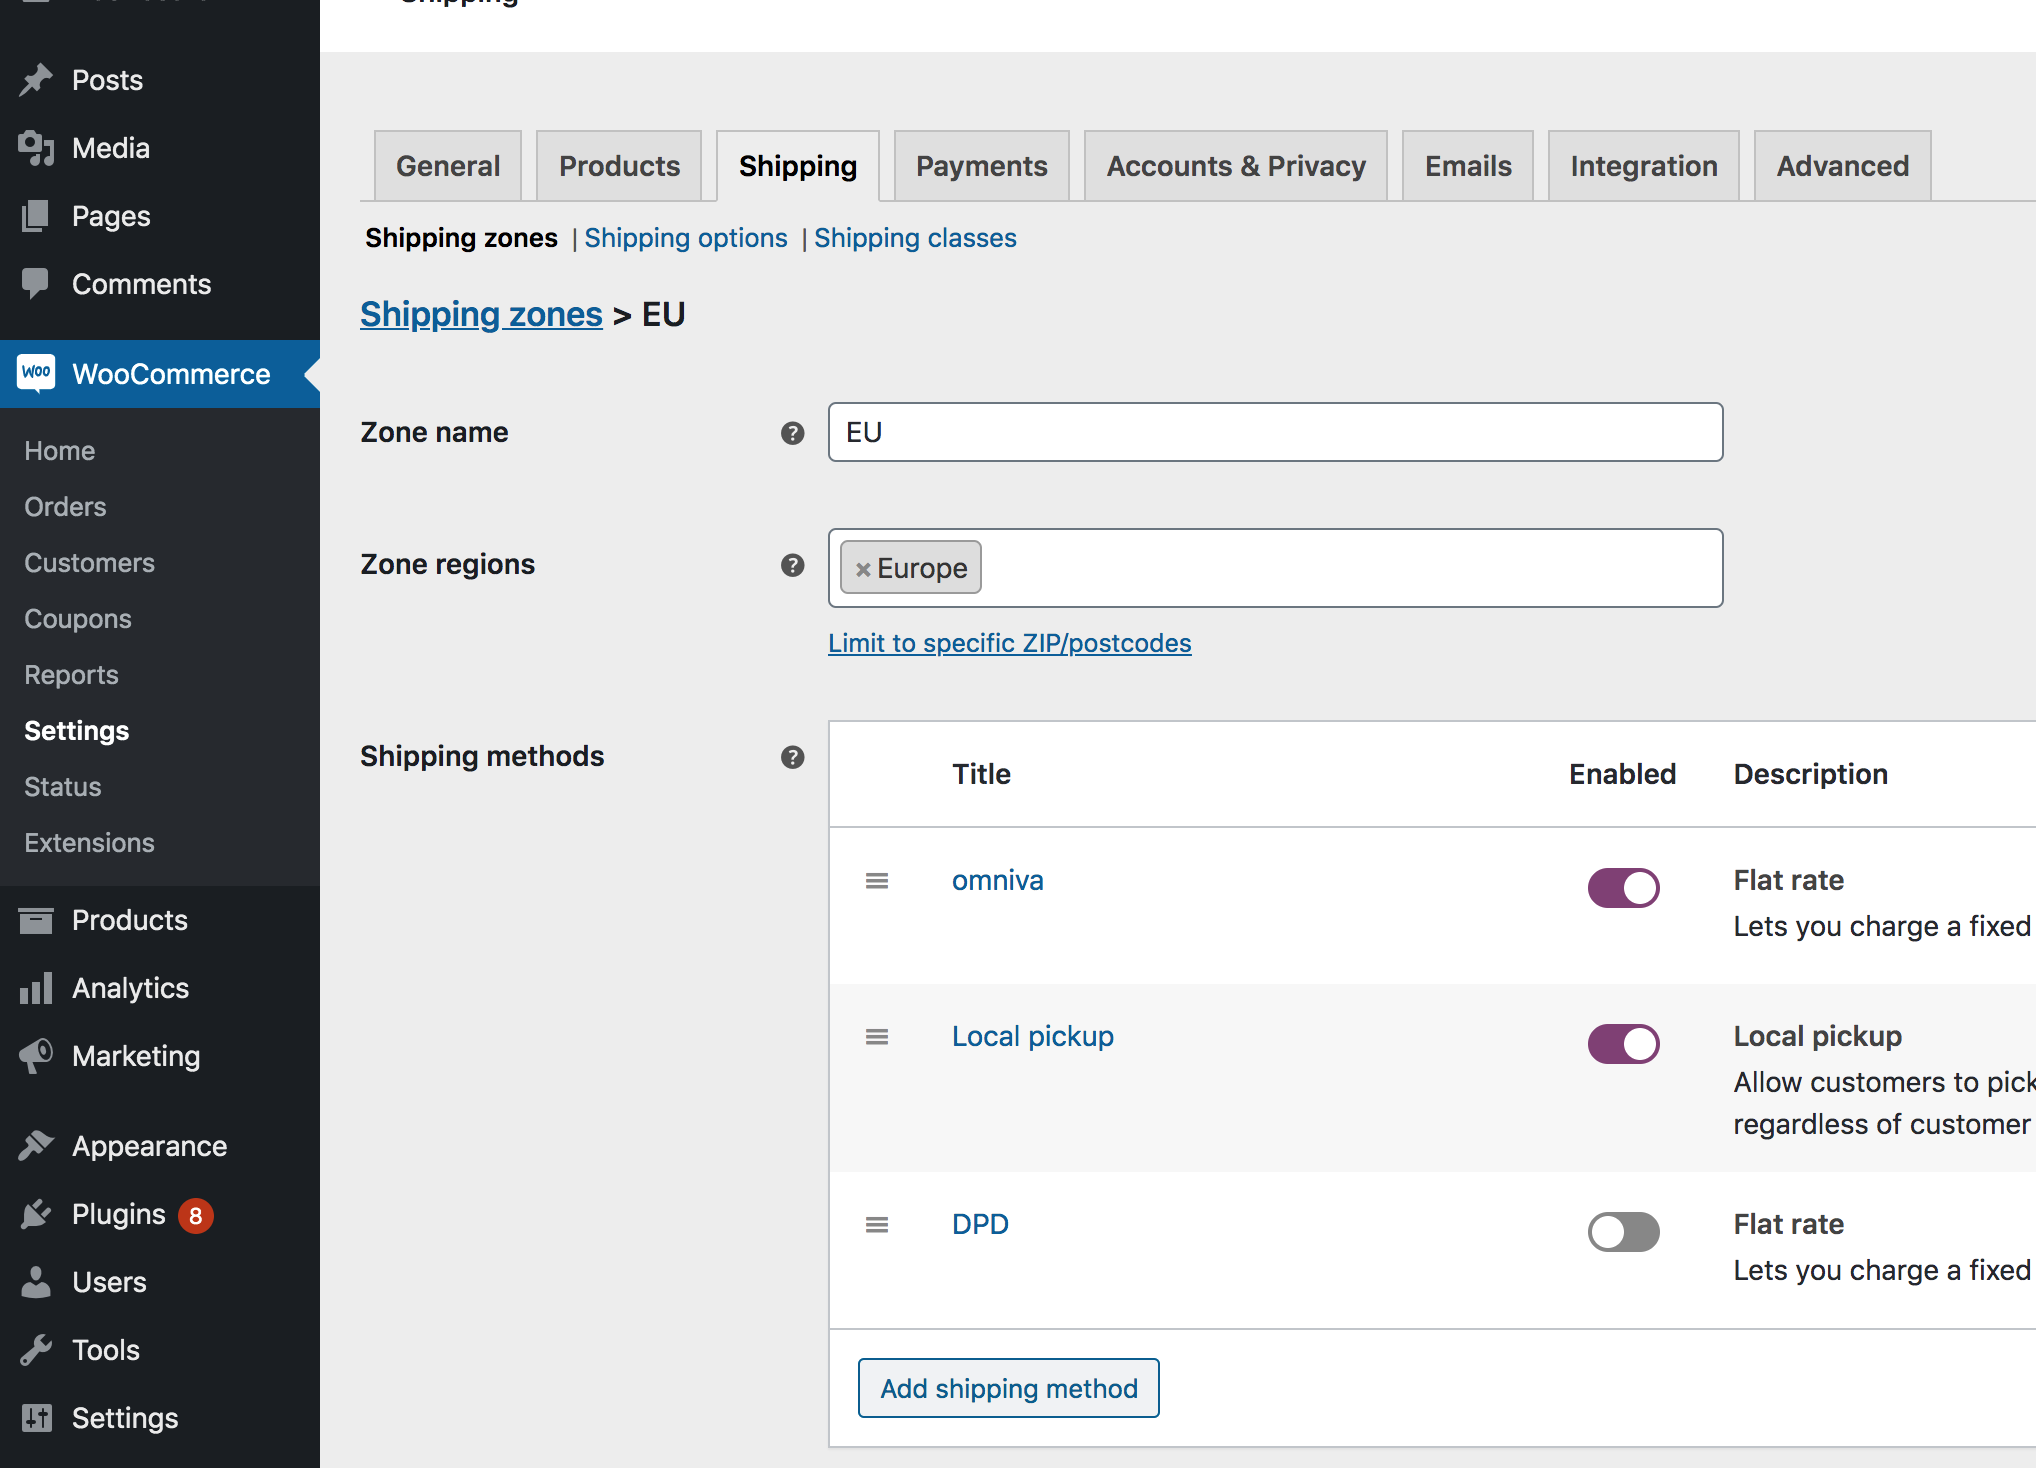 Shipping
Posts
Media
Pages
Comments
WooCommerce
Home
Orders
Customers
Coupons
Reports
Settings
Status
Extensions
Products
Analytics
Marketing
Appearance
Plugins 8
Users
Tools
Settings
General Products Shipping Payments Accounts & Privacy Emails Integration Advanced
Shipping zones | Shipping options | Shipping classes
Shipping zones > EU
Zone name ? EU
Zone regions ? × Europe
Limit to specific ZIP/postcodes
Shipping methods ?
Title Enabled Description
omniva Flat rate
Lets you charge a fixed
Local pickup Local pickup
Allow customers to pick
regardless of customer
DPD Flat rate
Lets you charge a fixed
Add shipping method